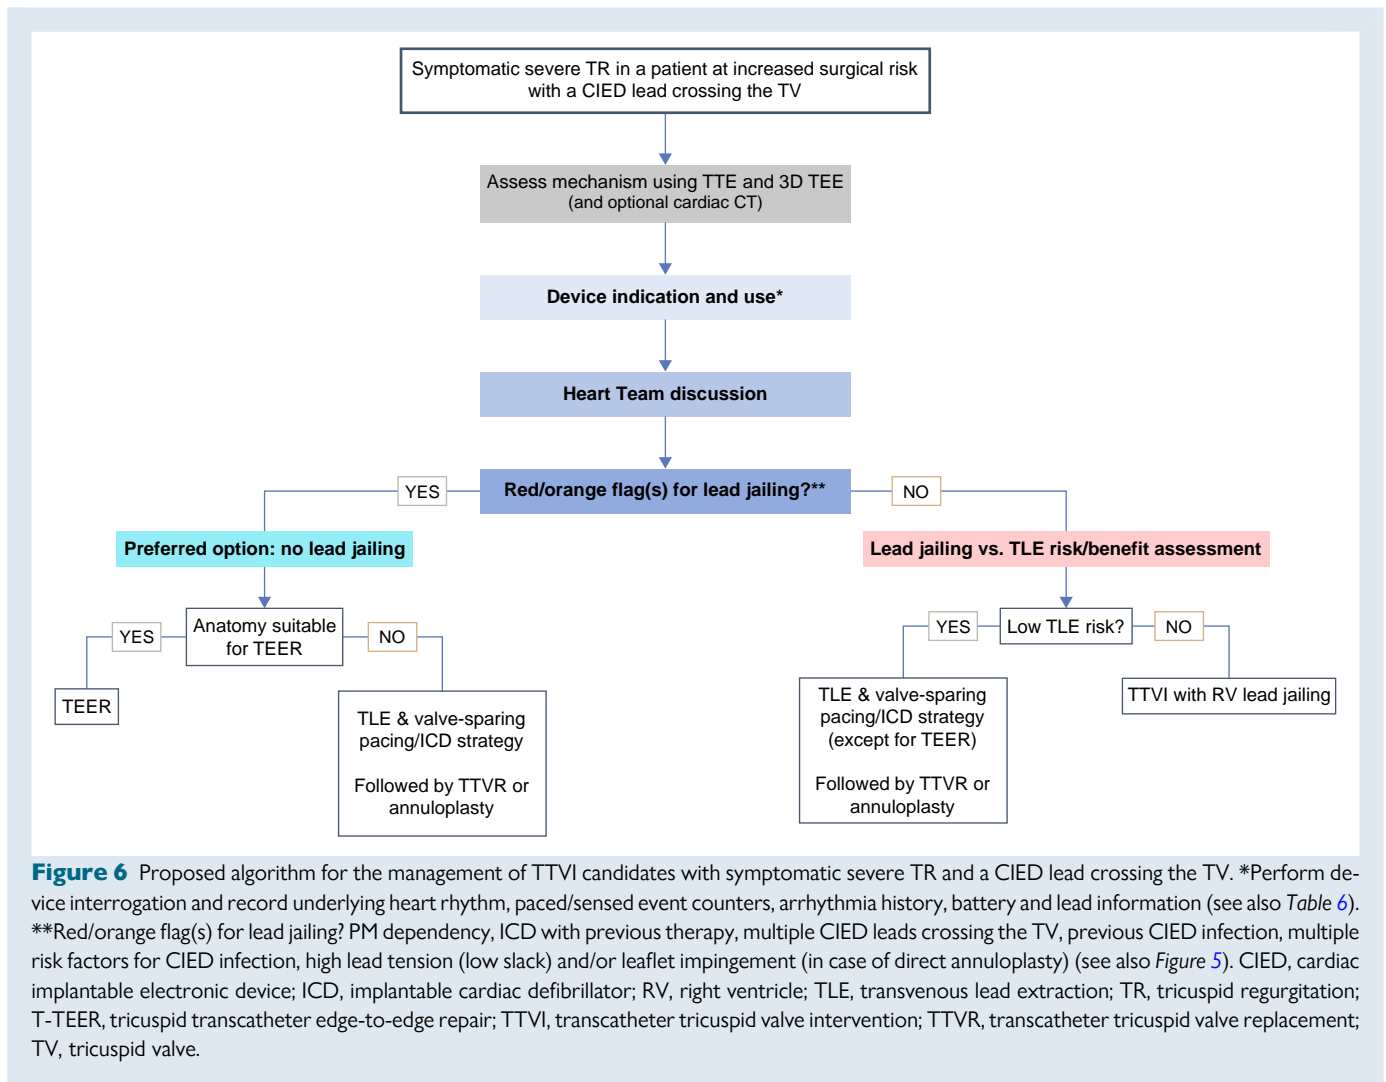 Symptomatic severe TR in a patient at increased surgical risk
with a CIED lead crossing the TV
Assess mechanism using TTE and 3D TEE
(and optional cardiac CT)
Device indication and use*
Heart Team discussion
YES
Red/orange flag(s) for lead jailing?**
NO
Preferred option: no lead jailing
Lead jailing vs. TLE risk/benefit assessment
YES
Anatomy suitable
for TEER
NO
YES
Low TLE risk?
NO
TEER
TLE & valve-sparing
pacing/ICD strategy
Followed by TTVR or
annuloplasty
TLE & valve-sparing
pacing/ICD strategy
(except for TEER)
Followed by TTVR or
annuloplasty
TTVI with RV lead jailing
Figure 6 Proposed algorithm for the management of TTVI candidates with symptomatic severe TR and a CIED lead crossing the TV. *Perform de-
vice interrogation and record underlying heart rhythm, paced/sensed event counters, arrhythmia history, battery and lead information (see also Table 6).
**Red/orange flag(s) for lead jailing? PM dependency, ICD with previous therapy, multiple CIED leads crossing the TV, previous CIED infection, multiple
risk factors for CIED infection, high lead tension (low slack) and/or leaflet impingement (in case of direct annuloplasty) (see also Figure 5). CIED, cardiac
implantable electronic device; ICD, implantable cardiac defibrillator; RV, right ventricle; TLE, transvenous lead extraction; TR, tricuspid regurgitation;
T-TEER, tricuspid transcatheter edge-to-edge repair; TTVI, transcatheter tricuspid valve intervention; TTVR, transcatheter tricuspid valve replacement;
TV, tricuspid valve.